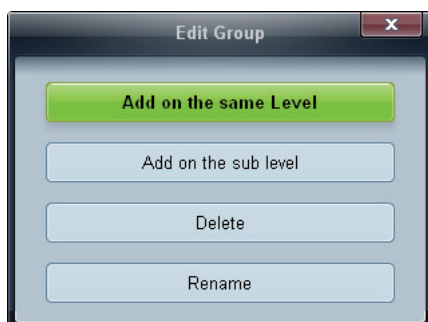 Edit Group
x
Add on the same Level
Add on the sub level
Delete
Rename